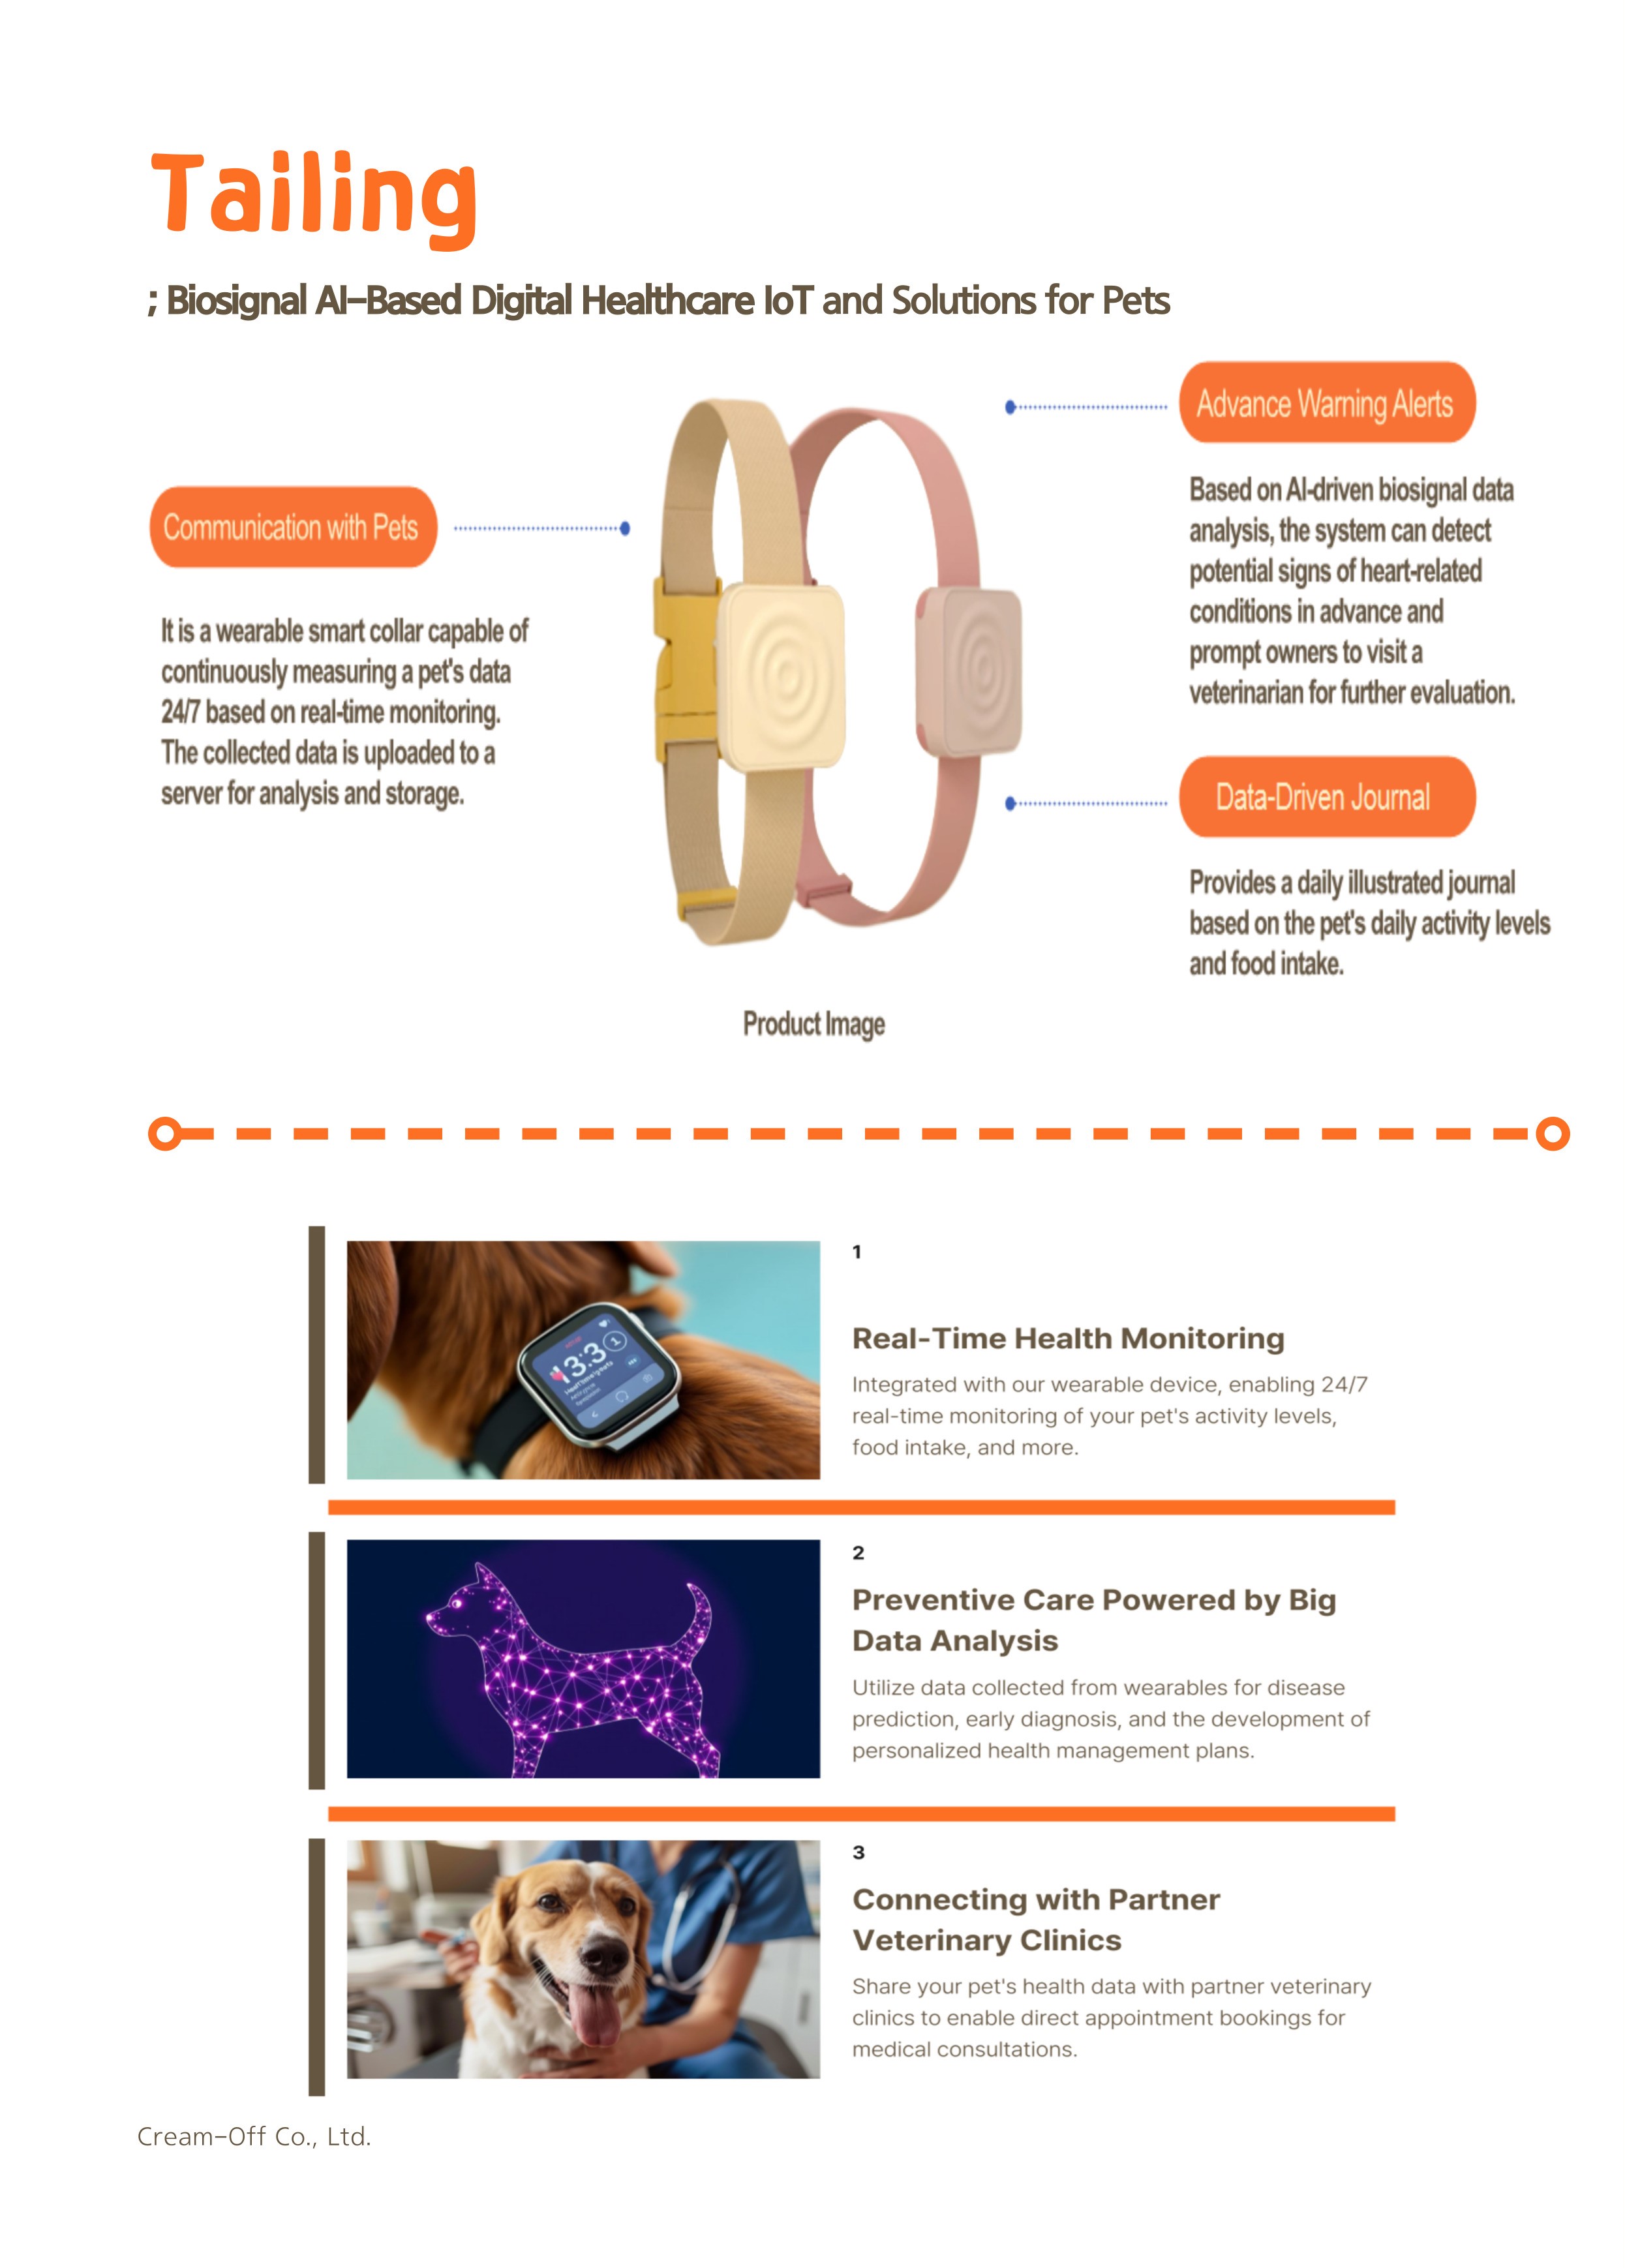 Tailing
; Biosignal AI-Based Digital Healthcare IoT and Solutions for Pets
Communication with Pets
It is a wearable smart collar capable of
continuously measuring a pet's data
24/7 based on real-time monitoring.
The collected data is uploaded to a
server for analysis and storage.
Advance Warning Alerts
Based on AI-driven biosignal data
analysis, the system can detect
potential signs of heart-related
conditions in advance and
prompt owners to visit a
veterinarian for further evaluation.
Data-Driven Journal
Provides a daily illustrated journal
based on the pet's daily activity levels
and food intake.
Product Image
13:3
1
1
Real-Time Health Monitoring
Integrated with our wearable device, enabling 24/7
real-time monitoring of your pet's activity levels,
food intake, and more.
2
Preventive Care Powered by Big
Data Analysis
Utilize data collected from wearables for disease
prediction, early diagnosis, and the development of
personalized health management plans.
3
Connecting with Partner
Veterinary Clinics
Share your pet's health data with partner veterinary
clinics to enable direct appointment bookings for
medical consultations.
Cream-Off Co., Ltd.